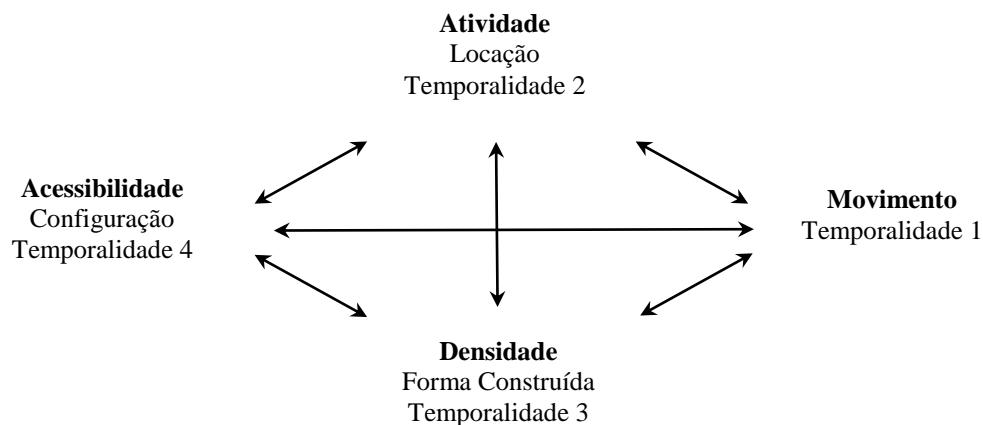 Atividade
Locação
Temporalidade 2
Acessibilidade
Configuração
Temporalidade 4
Movimento
Temporalidade 1
Densidade
Forma Construída
Temporalidade 3